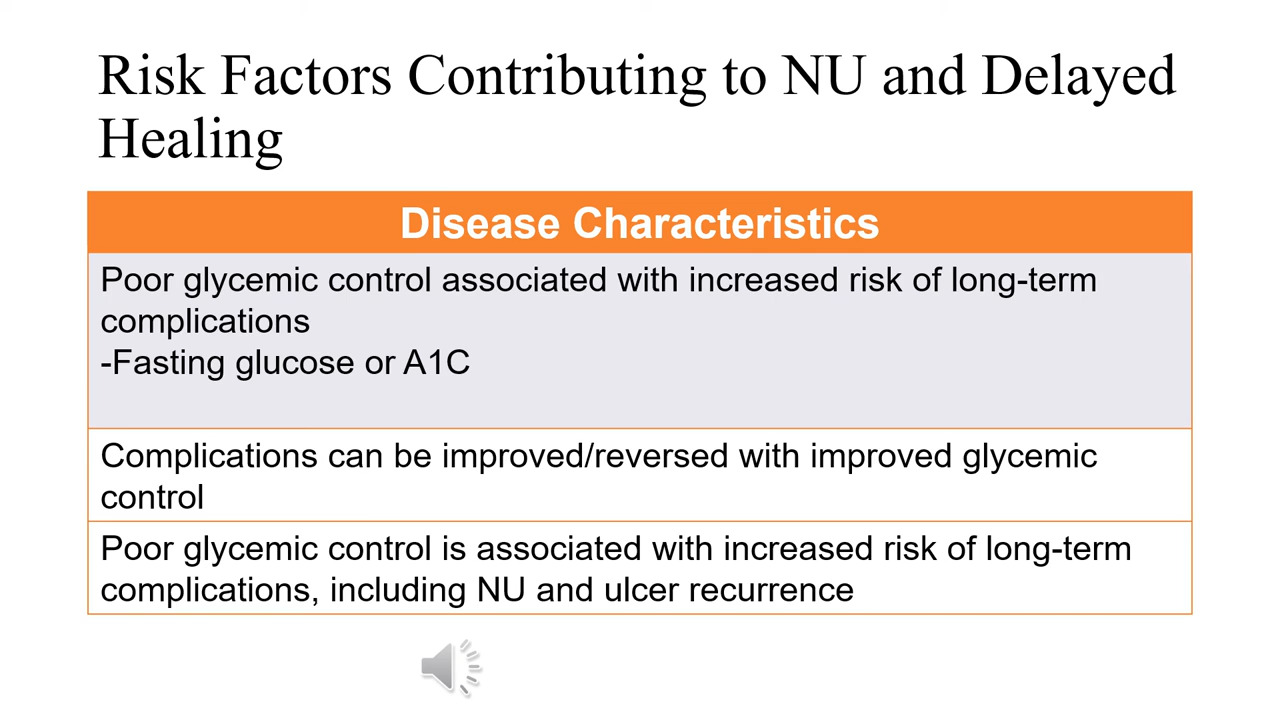 Risk Factors Contributing to NU and Delayed
Healing
Disease Characteristics
Poor glycemic control associated with increased risk of long-term
complications
-Fasting glucose or A1C
Complications can be improved/reversed with improved glycemic
control
Poor glycemic control is associated with increased risk of long-term
complications, including NU and ulcer recurrence